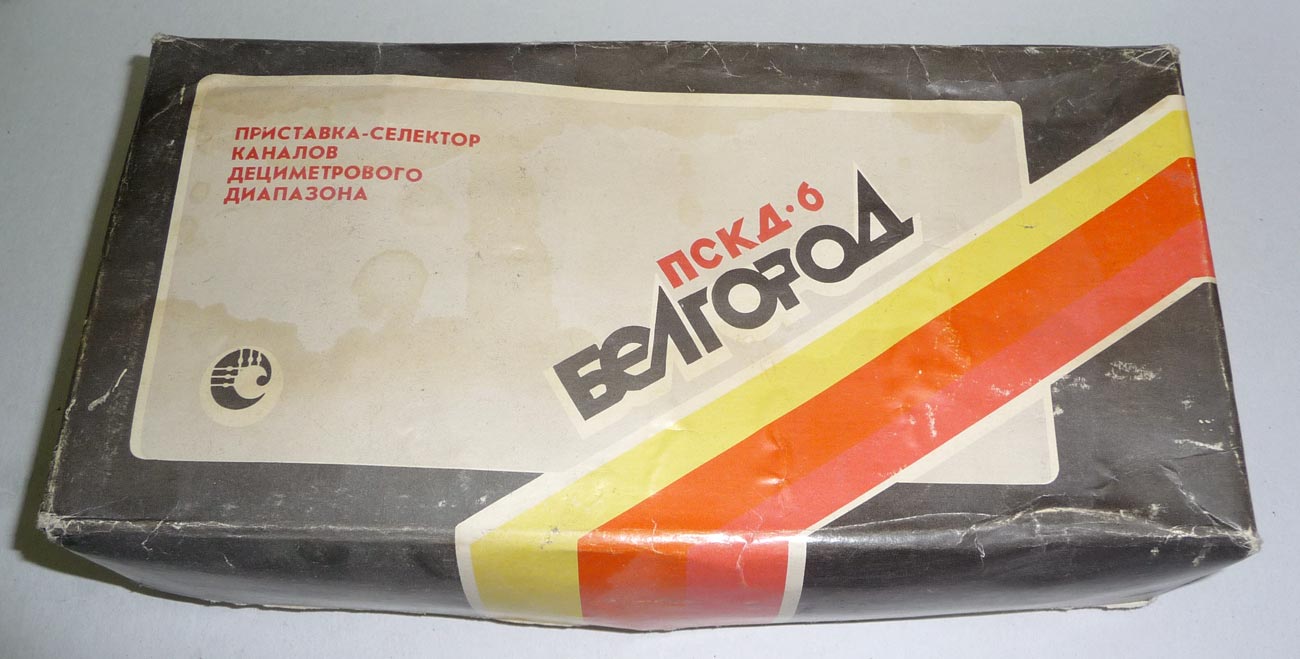 ПРИСТАВКА-СЕЛЕКТОР
КАНАЛОВ
ДЕЦИМЕТРОВОГО
ДИАПАЗОНА
ПСКД·6
БЕЛГОРОД